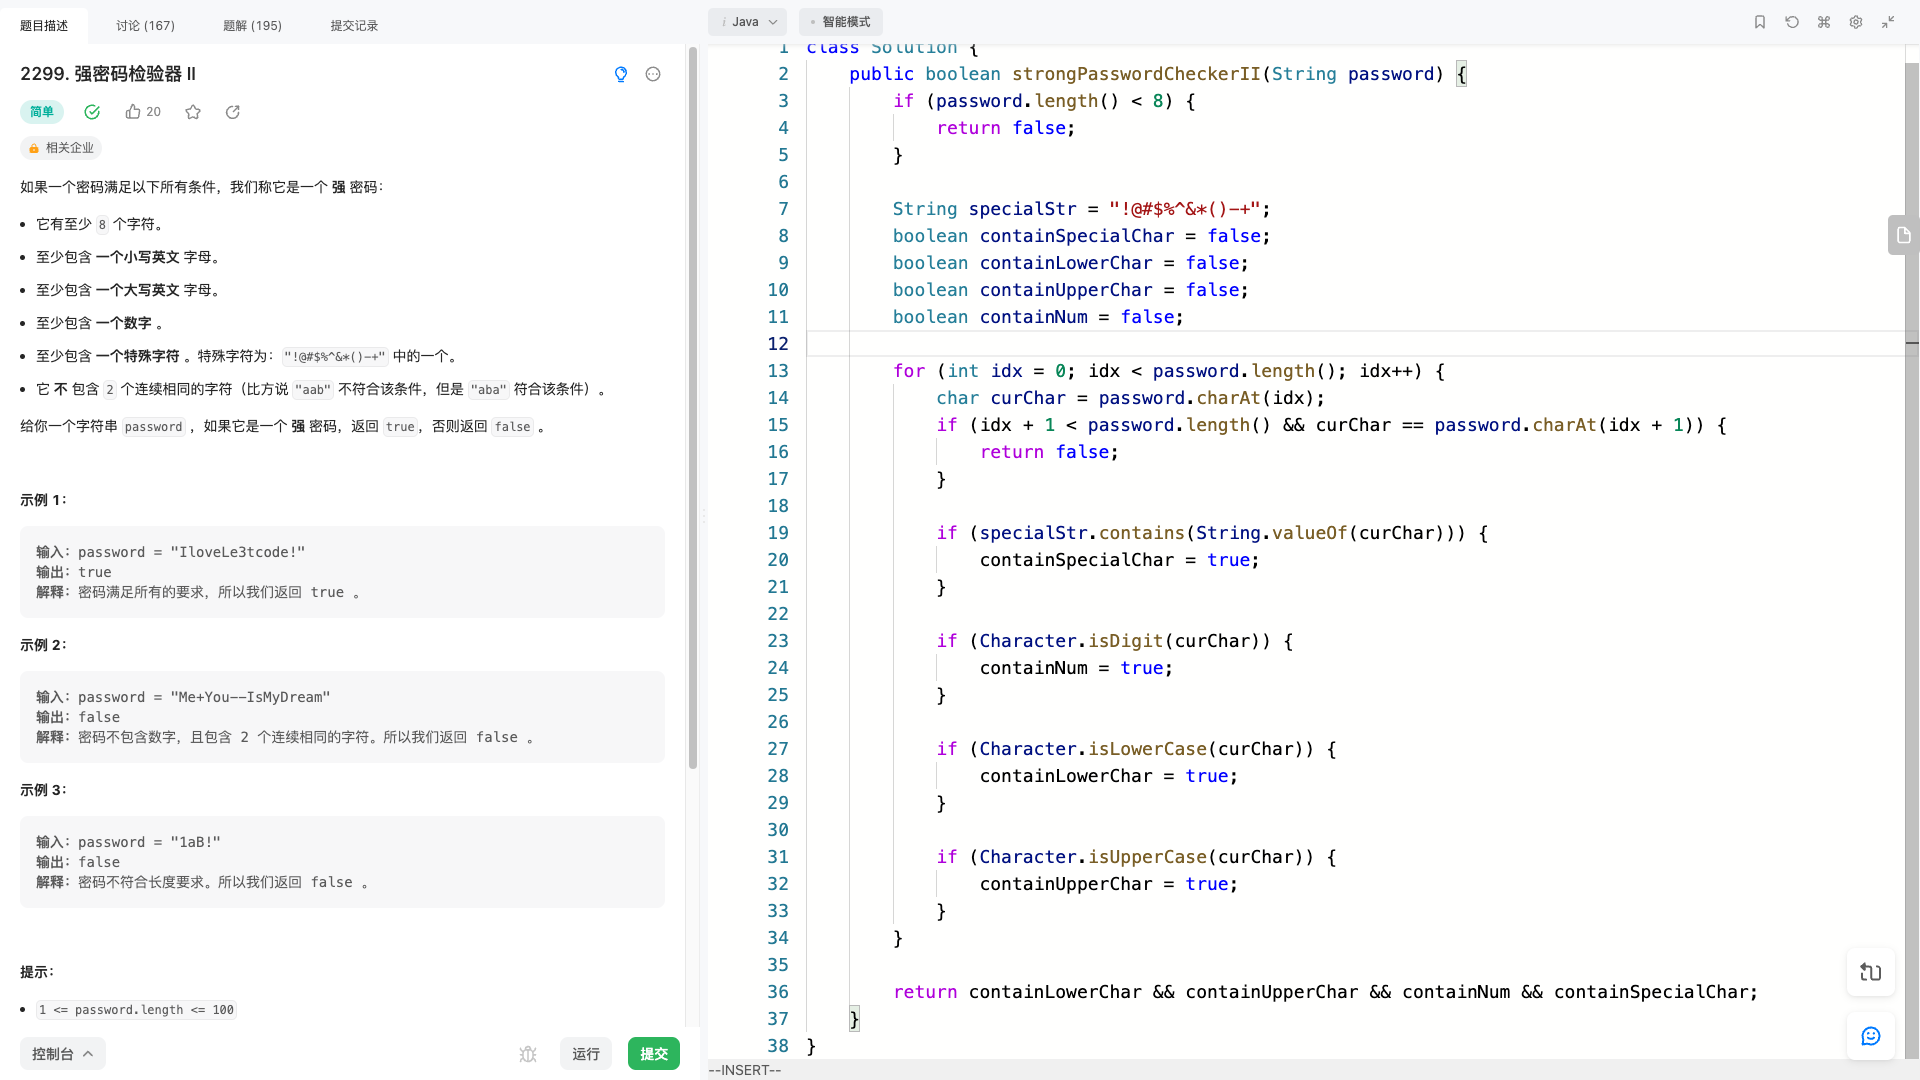 题目描述
讨论 (167)
题解 (195)
提交记录
2299. 强密码检验器 II
简单
20
相关企业
如果一个密码满足以下所有条件，我们称它是一个 强 密码：
• 它有至少 8 个字符。
• 至少包含 一个小写英文 字母。
• 至少包含 一个大写英文 字母。
• 至少包含 一个数字 。
• 至少包含 一个特殊字符 。特殊字符为： "!@#$%^&*()-+" 中的一个。
• 它 不 包含 2 个连续相同的字符（比方说 "aab" 不符合该条件，但是 "aba" 符合该条件）。
给你一个字符串 password ，如果它是一个 强 密码，返回 true，否则返回 false 。
示例 1：
输入：password = "IloveLe3tcode!"
输出：true
解释：密码满足所有的要求，所以我们返回 true 。
示例 2：
输入：password = "Me+You--IsMyDream"
输出：false
解释：密码不包含数字，且包含 2 个连续相同的字符。所以我们返回 false 。
示例 3：
输入：password = "1aB!"
输出：false
解释：密码不符合长度要求。所以我们返回 false 。
提示：
• 1 <= password.length <= 100
控制台
运行
提交
i Java
• 智能模式
1 class Solution {
2 public boolean strongPasswordCheckerII(String password) {
3 if (password.length() < 8) {
4 return false;
5 }
6
7 String specialStr = "!@#$%^&*()-+";
8 boolean containSpecialChar = false;
9 boolean containLowerChar = false;
10 boolean containUpperChar = false;
11 boolean containNum = false;
12
13 for (int idx = 0; idx < password.length(); idx++) {
14 char curChar = password.charAt(idx);
15 if (idx + 1 < password.length() && curChar == password.charAt(idx + 1)) {
16 return false;
17 }
18
19 if (specialStr.contains(String.valueOf(curChar))) {
20 containSpecialChar = true;
21 }
22
23 if (Character.isDigit(curChar)) {
24 containNum = true;
25 }
26
27 if (Character.isLowerCase(curChar)) {
28 containLowerChar = true;
29 }
30
31 if (Character.isUpperCase(curChar)) {
32 containUpperChar = true;
33 }
34 }
35
36 return containLowerChar && containUpperChar && containNum && containSpecialChar;
37 }
38 }
--INSERT--